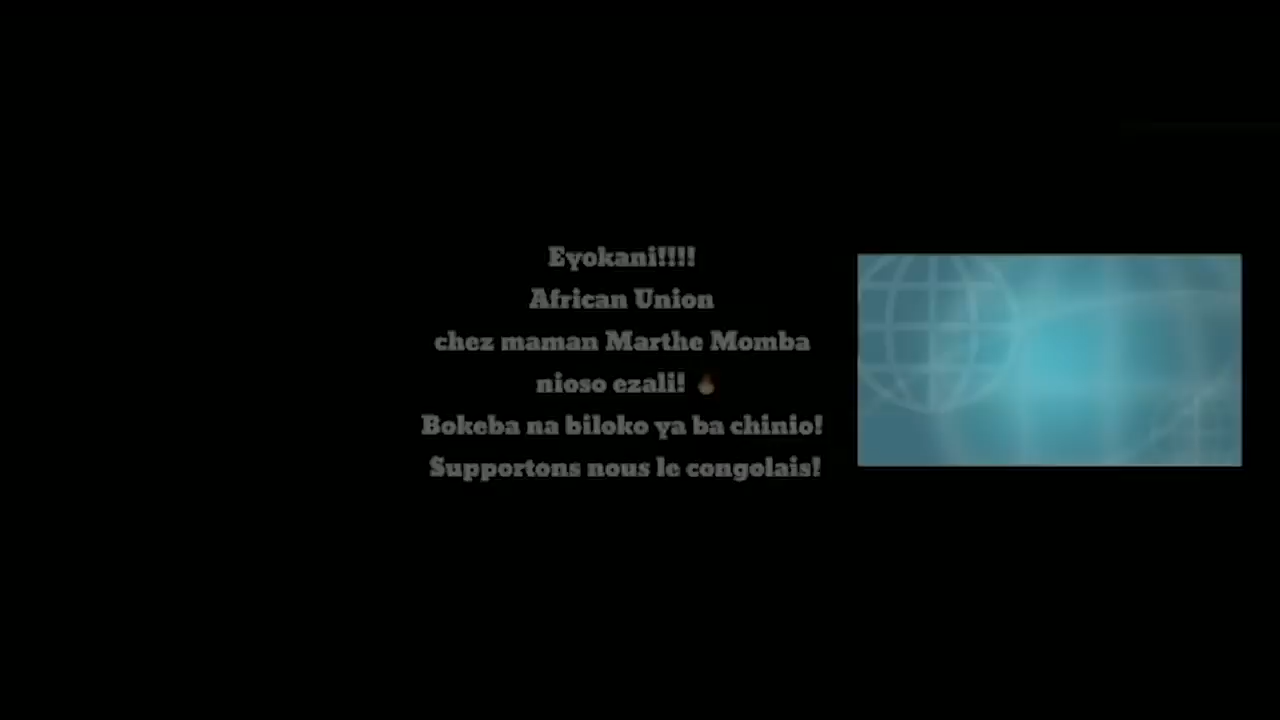 Eyokani!!!!
African Union
chez maman Marthe Momba
nioso ezali! 🔥
Bokeba na biloko ya ba chinio!
Supportons nous le congolais!